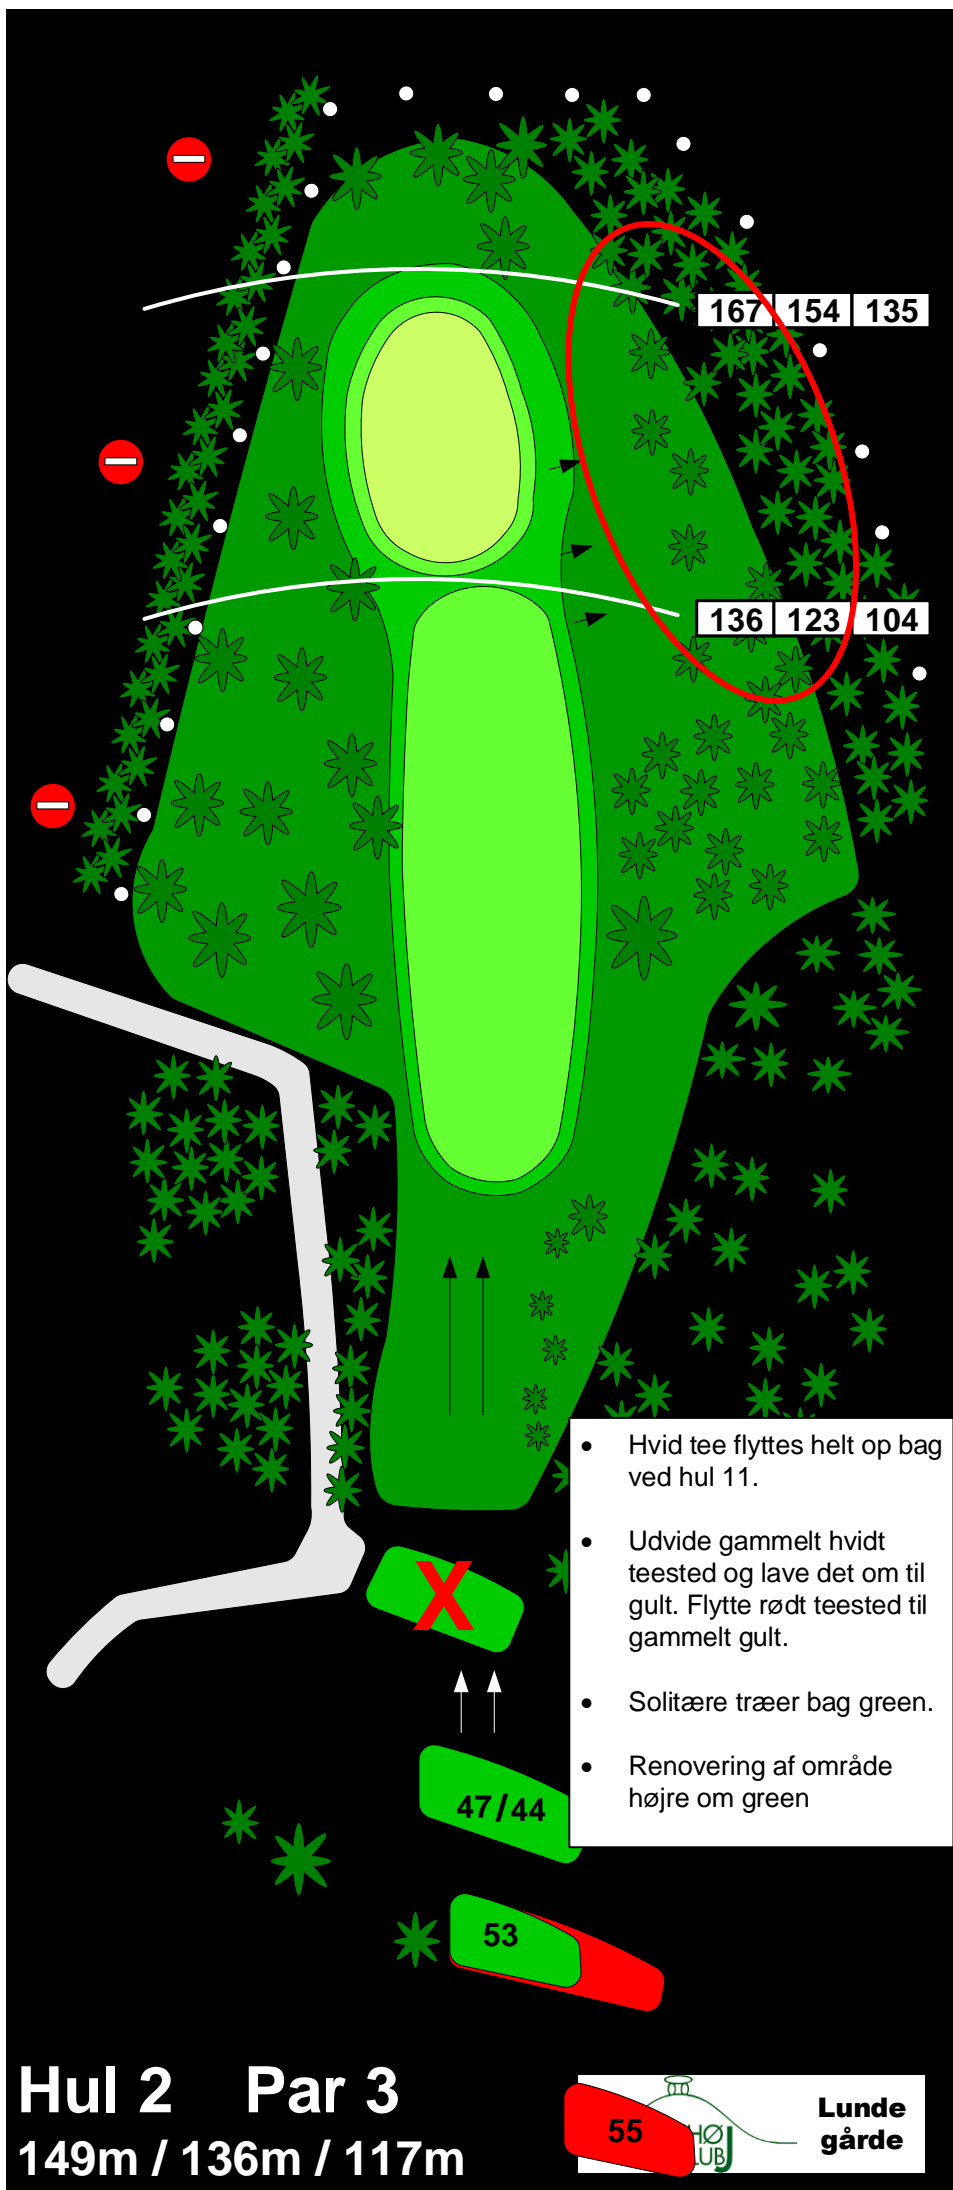 167 154 135
136 123 104
• Hvid tee flyttes helt op bag
ved hul 11.
• Udvide gammelt hvidt
teested og lave det om til
gult. Flytte rødt teested til
gammelt gult.
• Solitære træer bag green.
• Renovering af område
højre om green
X
47/44
53
Hul 2 Par 3
149m / 136m / 117m
55
Lunde
gårde